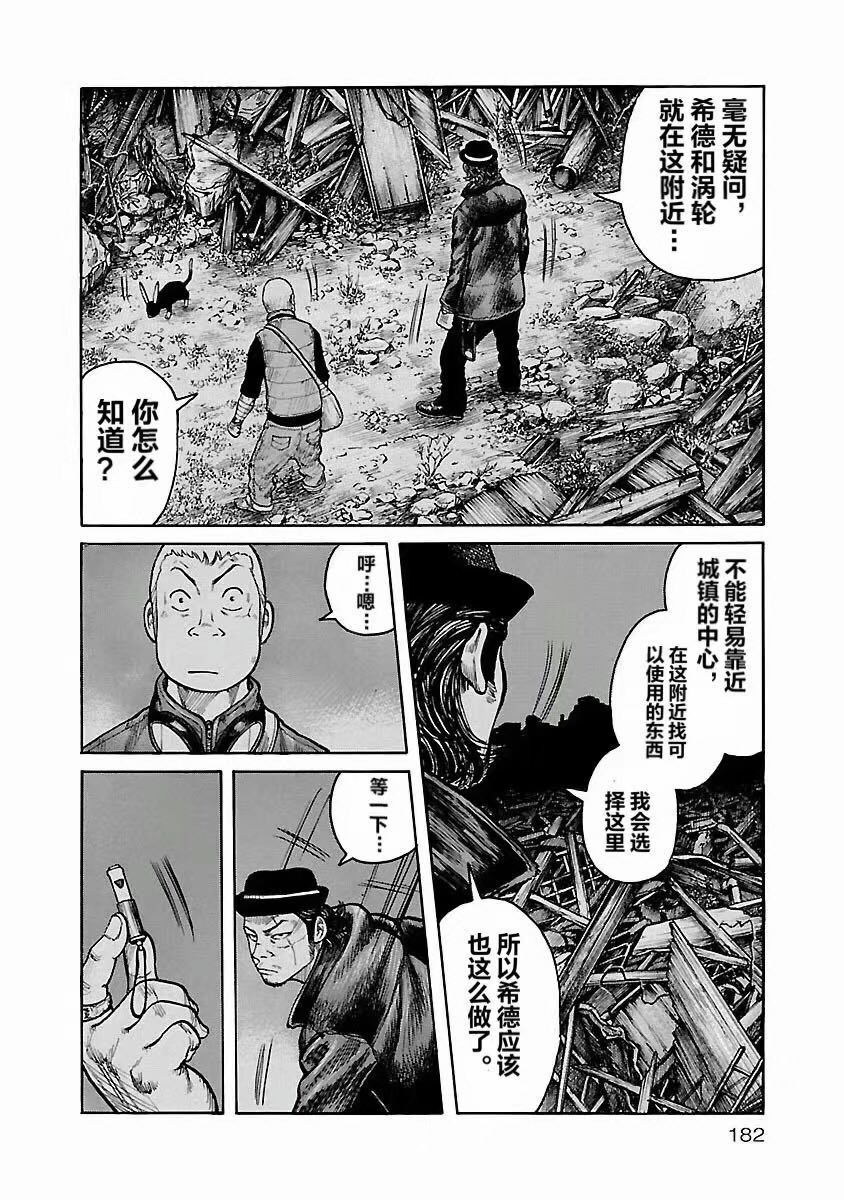 毫无疑问，
希德和涡轮
就在这附近…
你怎么
知道？
不能轻易靠近
城镇的中心，
在这附近找可
以使用的东西
我会选
择这里
所以希德应该
也这么做了。
呼…嗯…
等一下…
182